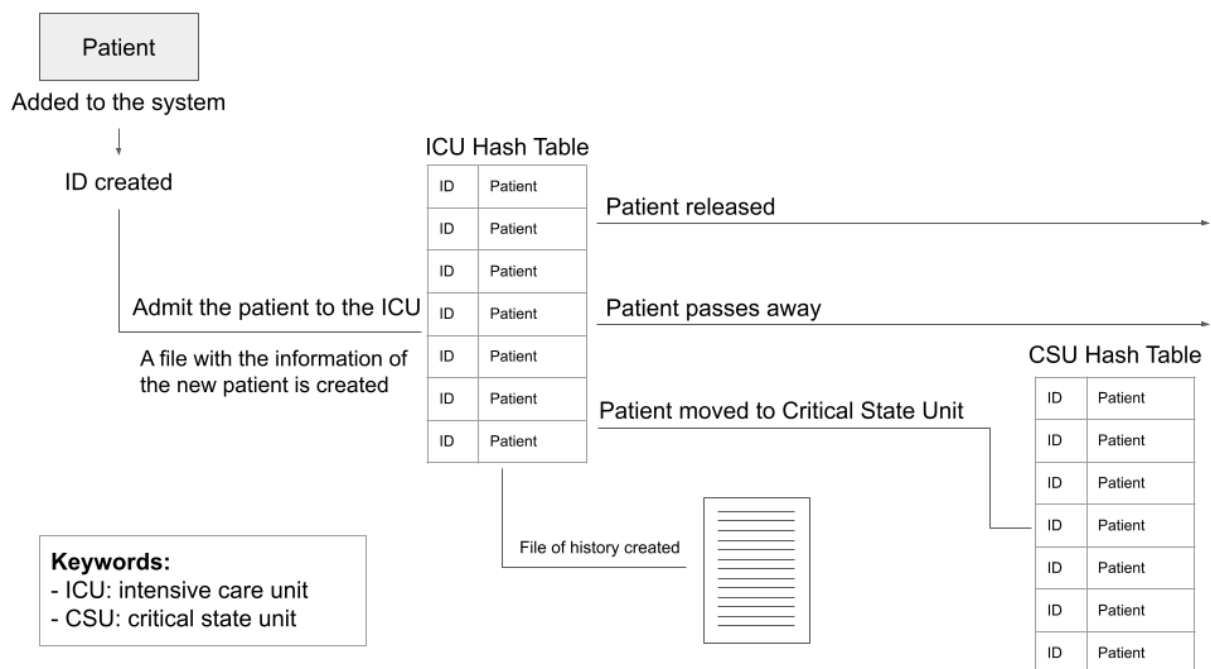 Patient
Added to the system
ID created
Admit the patient to the ICU
A file with the information of
the new patient is created
ICU Hash Table
ID Patient
ID Patient
ID Patient
ID Patient
ID Patient
ID Patient
ID Patient
Patient released
Patient passes away
Patient moved to Critical State Unit
File of history created
CSU Hash Table
ID Patient
ID Patient
ID Patient
ID Patient
ID Patient
ID Patient
ID Patient
Keywords:
- ICU: intensive care unit
- CSU: critical state unit